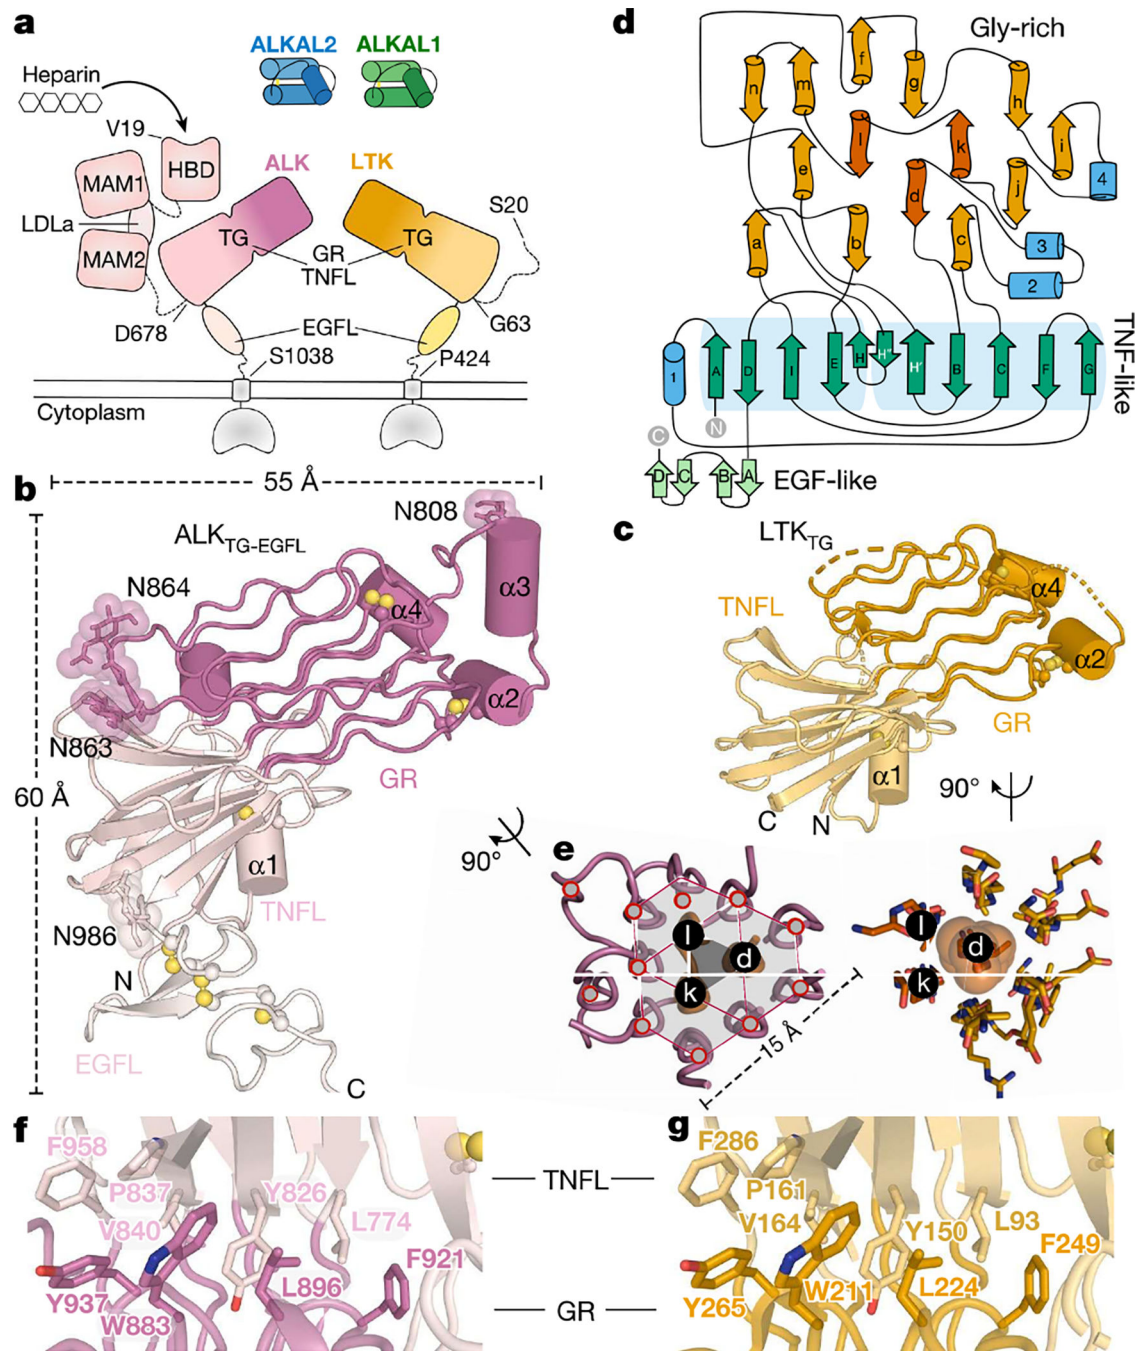 a
ALKAL2 ALKAL1
Heparin
V19
HBD
MAM1
LDLa
MAM2
ALK LTK
TG TG
GR
TNFL
S20
D678
EGFL
G63
S1038
P424
Cytoplasm
d
Gly-rich
n m f g h i
l k
e d j 4
a b c 3
2
TNF-like
1 A D I E H H″ H′ B C F G
N
C
D C B A
EGF-like
b
55 Å
60 Å
ALKTG-EGFL
N808
N864
N863
α3
α4
α2
GR
α1
TNFL
N986
N
EGFL
C
90°
c
LTKTG
TNFL
α4
α2
GR
α1
C N
90°
e
l
d
k
15 Å
l
d
k
f
F958
P837
V840
Y826
L774
F921
L896
Y937
W883
TNFL
GR
g
F286
P161
V164
Y150
L93
F249
W211
L224
Y265